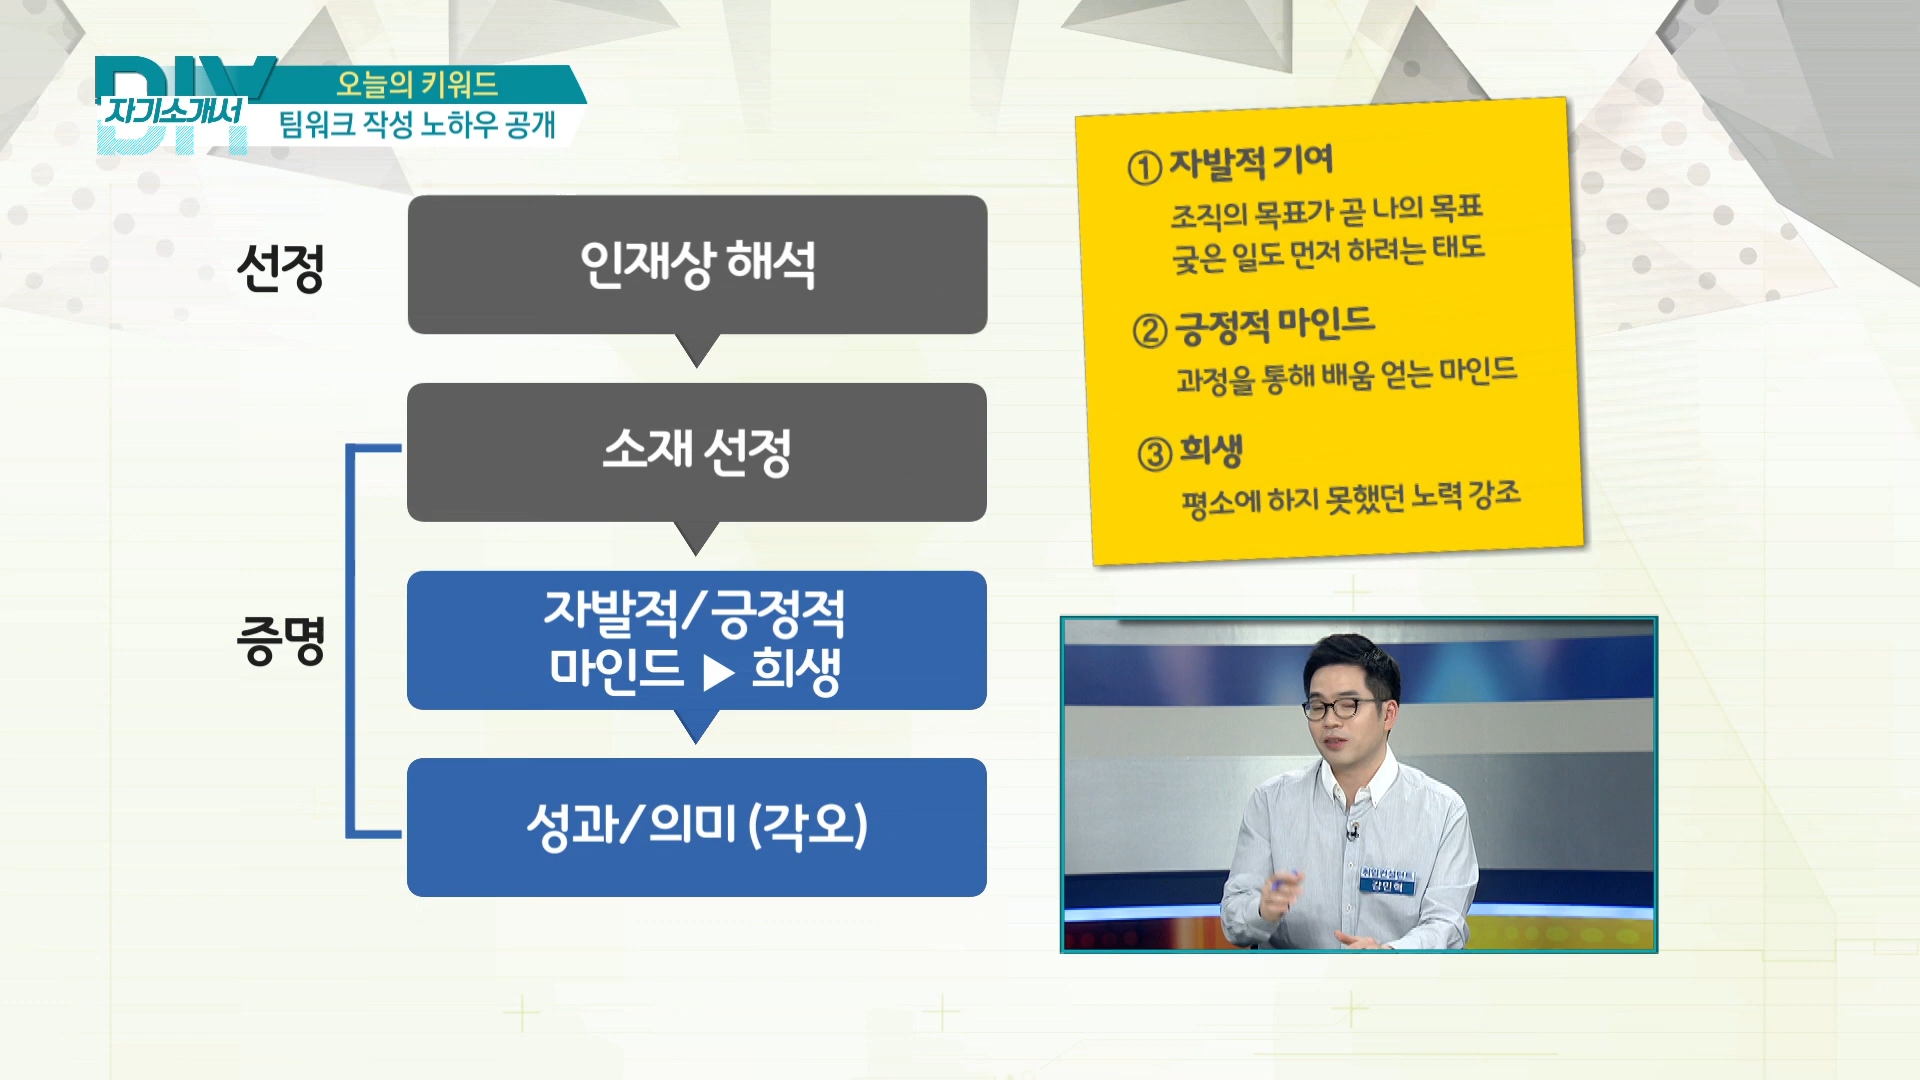 DIY
자기소개서
오늘의 키워드
팀워크 작성 노하우 공개
선정
인재상 해석
소재 선정
증명
자발적/긍정적
마인드 ▶ 희생
성과/의미 (각오)
① 자발적 기여
조직의 목표가 곧 나의 목표
궂은 일도 먼저 하려는 태도
② 긍정적 마인드
과정을 통해 배움 얻는 마인드
③ 희생
평소에 하지 못했던 노력 강조
취업컨설턴트